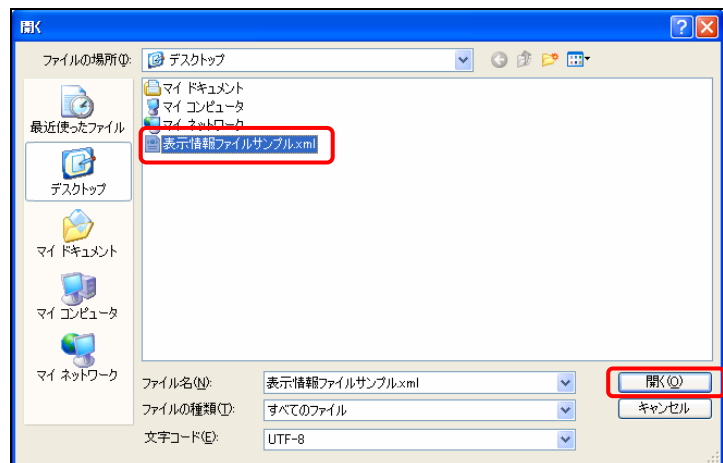 開く
ファイルの場所(I):
デスクトップ
最近使ったファイル
デスクトップ
マイ ドキュメント
マイ コンピュータ
マイ ネットワーク
マイ ドキュメント
マイ コンピュータ
マイ ネットワーク
表示情報ファイルサンプル.xml
ファイル名(N):
表示情報ファイルサンプル.xml
開く(O)
ファイルの種類(T):
すべてのファイル
キャンセル
文字コード(E):
UTF-8